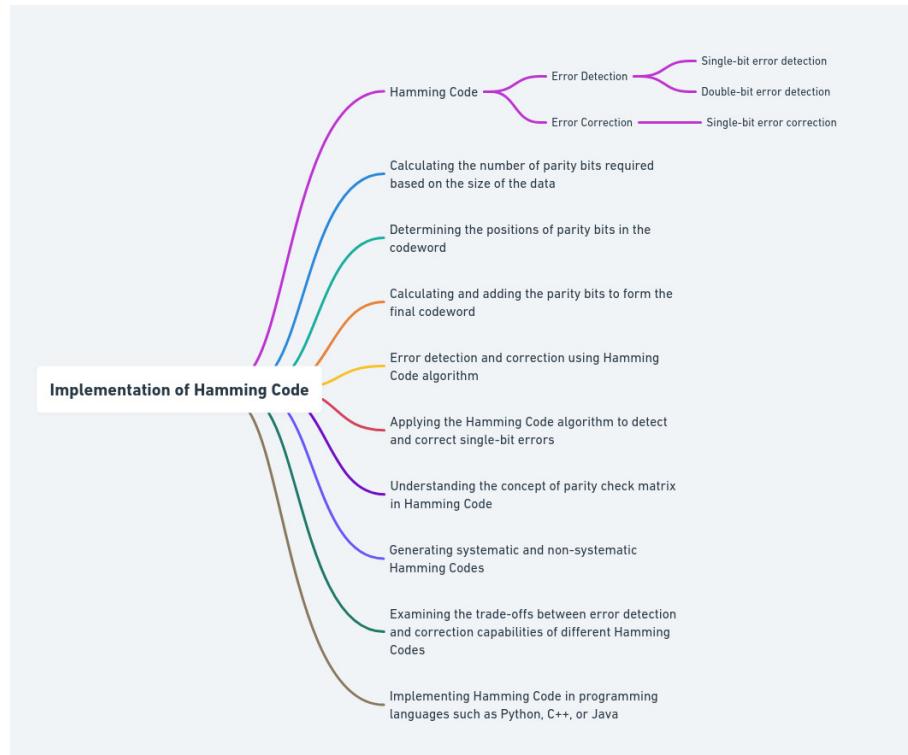 Hamming Code
Error Detection
Single-bit error detection
Double-bit error detection
Error Correction
Single-bit error correction
Calculating the number of parity bits required
based on the size of the data
Determining the positions of parity bits in the
codeword
Calculating and adding the parity bits to form the
final codeword
Error detection and correction using Hamming
Code algorithm
Implementation of Hamming Code
Applying the Hamming Code algorithm to detect
and correct single-bit errors
Understanding the concept of parity check matrix
in Hamming Code
Generating systematic and non-systematic
Hamming Codes
Examining the trade-offs between error detection
and correction capabilities of different Hamming
Codes
Implementing Hamming Code in programming
languages such as Python, C++, or Java